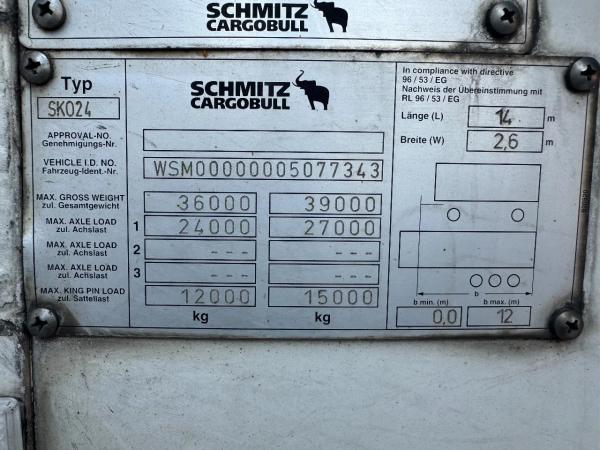 SCHMITZ
CARGOBULL
Typ
SKO24
SCHMITZ
CARGOBULL
In compliance with directive
96 / 53 / EG
Nachweis der Übereinstimmung mit
RL 96 / 53 / EG
Länge (L) 14 m
Breite (W) 2,6 m
APPROVAL-NO.
Genehmigungs-Nr.
VEHICLE I.D. NO. WSM00000005077343
Fahrzeug-Ident.-Nr.
MAX. GROSS WEIGHT 36000 39000
zul. Gesamtgewicht
MAX. AXLE LOAD 1 24000 27000
zul. Achslast
MAX. AXLE LOAD 2 --- ---
zul. Achslast
MAX. AXLE LOAD 3 --- ---
zul. Achslast
MAX. KING PIN LOAD 12000 15000
zul. Sattellast
kg kg
b
b min. (m) b max. (m)
0,0 12